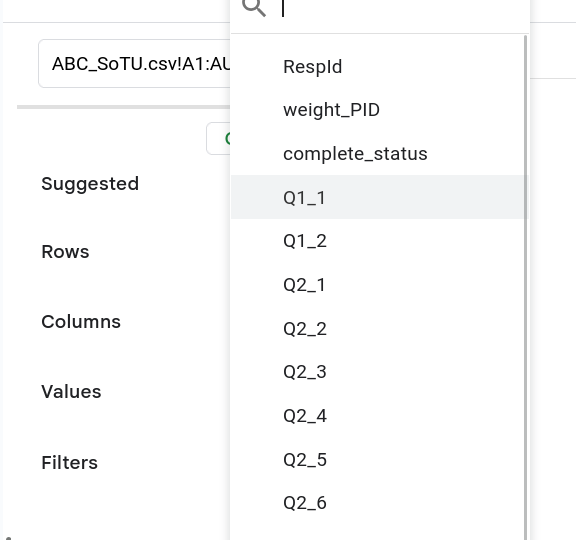 ABC_SoTU.csv!A1:AU
Suggested
Rows
Columns
Values
Filters
RespId
weight_PID
complete_status
Q1_1
Q1_2
Q2_1
Q2_2
Q2_3
Q2_4
Q2_5
Q2_6